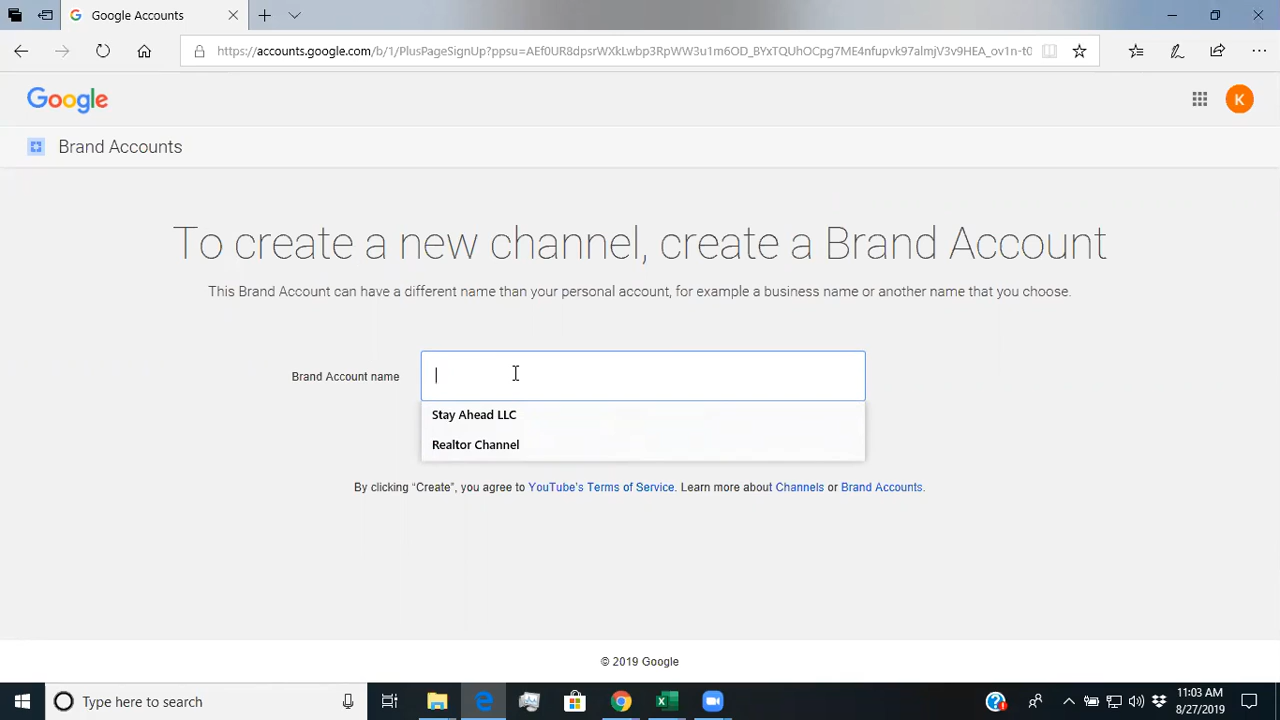 Google Accounts
https://accounts.google.com/b/1/PlusPageSignUp?ppsu=AEf0UR8dpsrWXkLwbp3RpWW3u1m6OD_BYxTQUhOCpg7ME4nfupvk97almjV3v9HEA_ov1n-t0
Google
K
Brand Accounts
To create a new channel, create a Brand Account
This Brand Account can have a different name than your personal account, for example a business name or another name that you choose.
Brand Account name
Stay Ahead LLC
Realtor Channel
By clicking “Create”, you agree to YouTube's Terms of Service. Learn more about Channels or Brand Accounts.
© 2019 Google
Type here to search
11:03 AM
8/27/2019